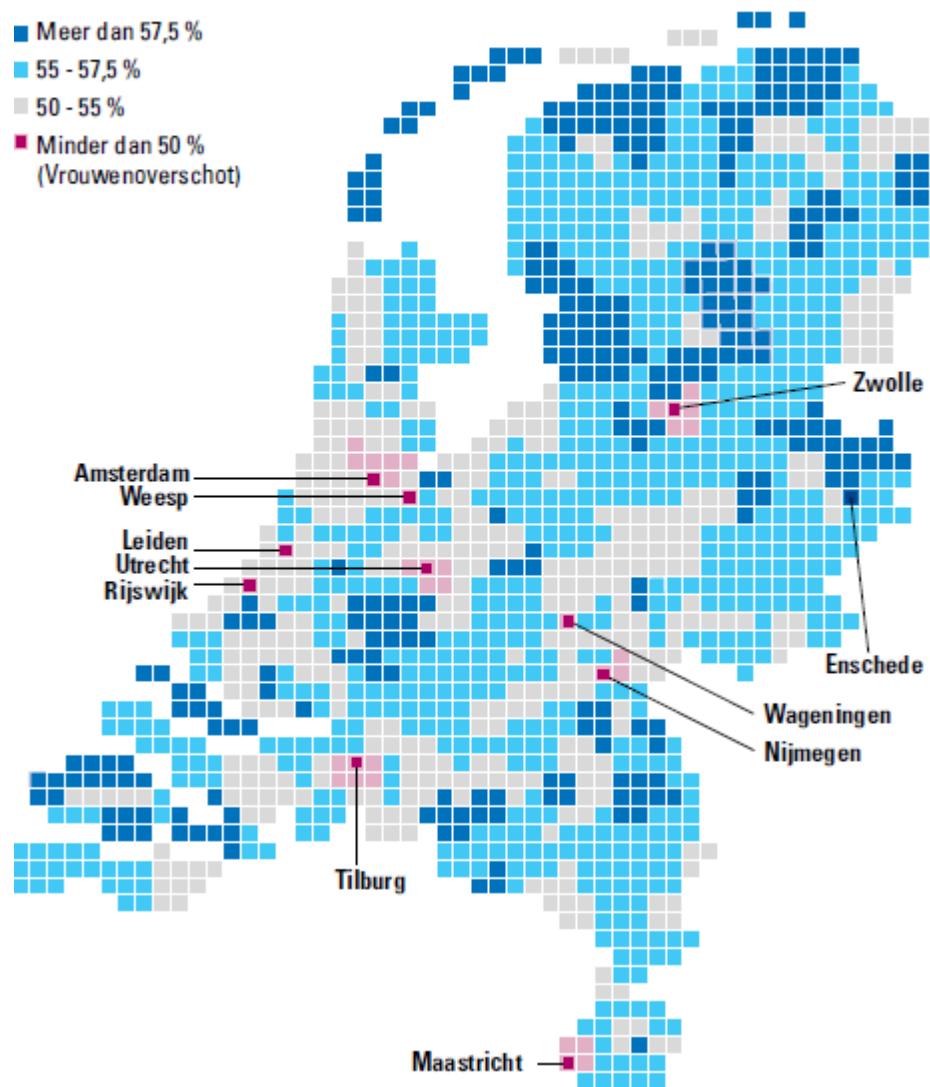 Meer dan 57,5 %
55 - 57,5 %
50 - 55 %
Minder dan 50 %
(Vrouwenoverschot)
Zwolle
Amsterdam
Weesp
Leiden
Utrecht
Rijswijk
Enschede
Wageningen
Nijmegen
Tilburg
Maastricht